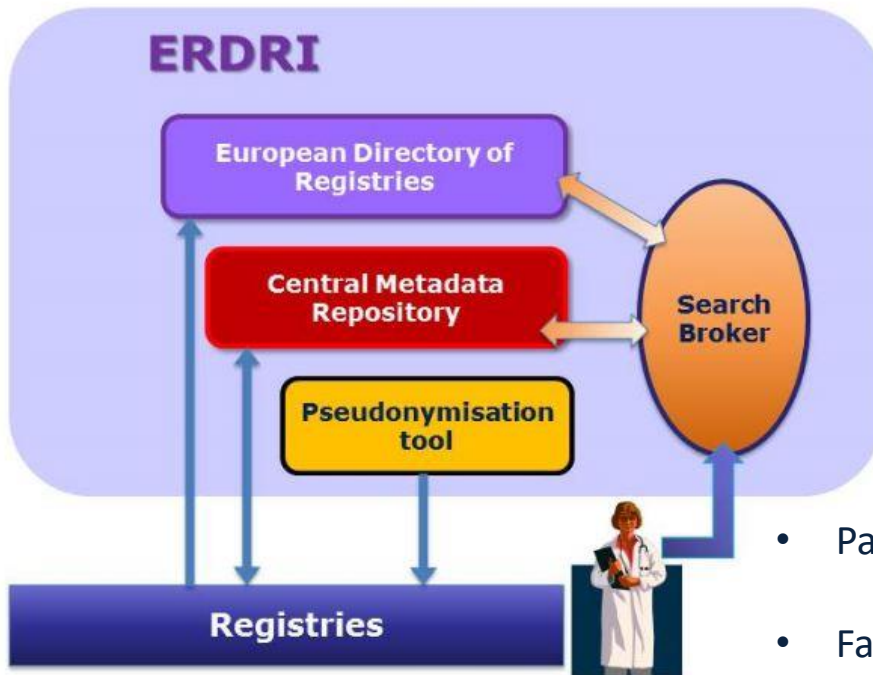 ERDRI
European Directory of
Registries
Central Metadata
Repository
Search
Broker
Pseudonymisation
tool
• Pa
• Fa
Registries